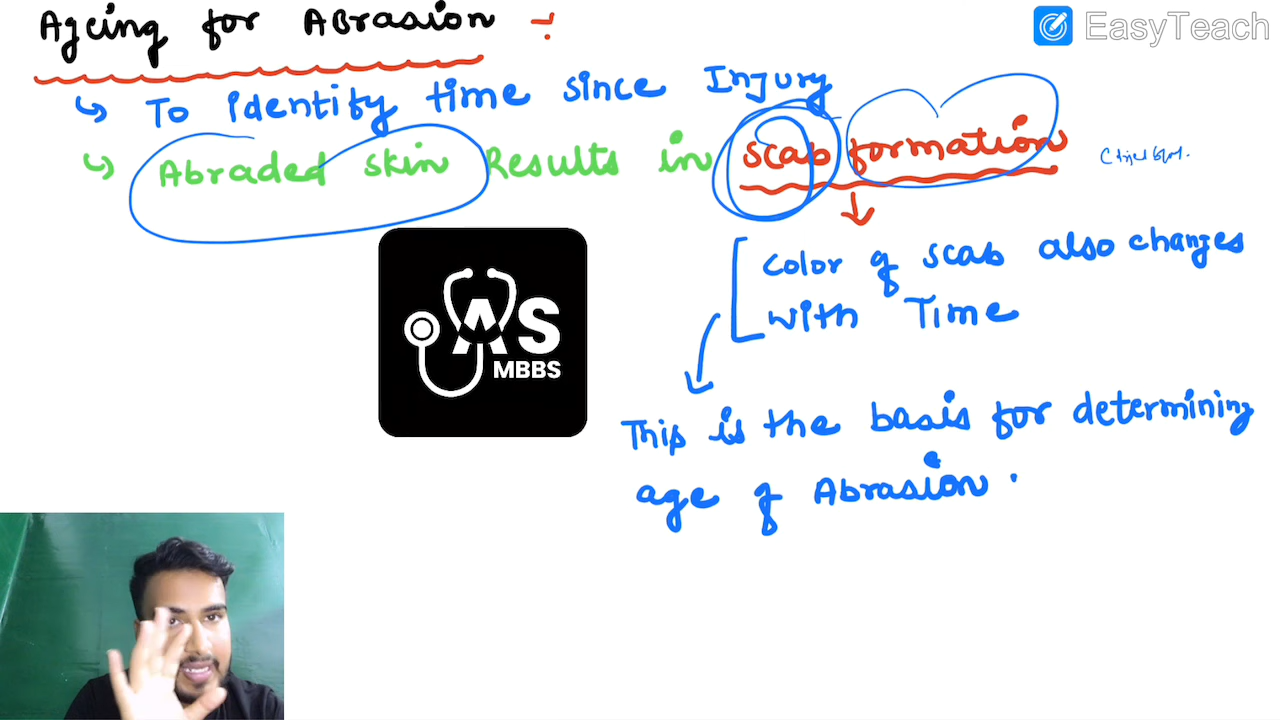 Ageing for Abrasion :-
EasyTeach
↳ To identify time since Injury
↳ Abraded skin Results in scab formation
↓
color of scab also changes
with Time
AS
MBBS
This is the basis for determining
age of Abrasion.